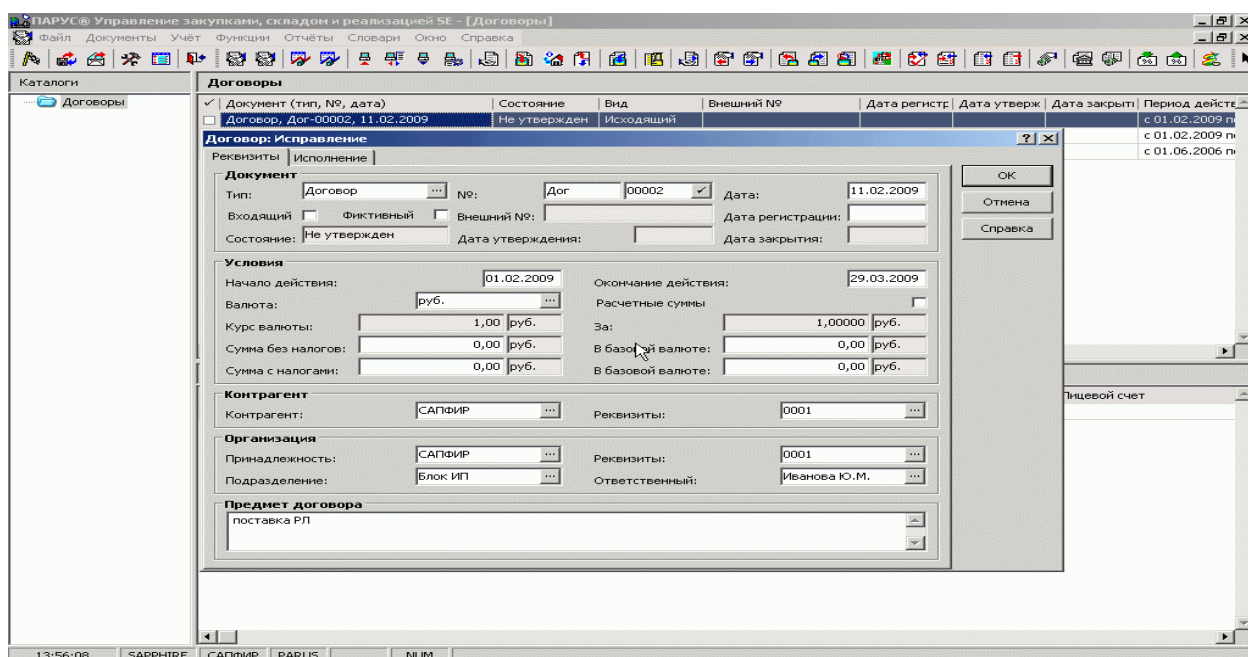 ПАРУС® Управление закупками, складом и реализацией SE - [Договоры]
Файл Документы Учёт Функции Отчёты Словари Окно Справка
Каталоги
Договоры
Договоры
Документ (тип, №, дата) Состояние Вид Внешний № Дата регистр Дата утверж Дата закрыти Период действ
Договор, Дог-00002, 11.02.2009 Не утвержден Исходящий с 01.02.2009 п
с 01.02.2009 п
с 01.06.2006 п
Договор: Исправление
Реквизиты Исполнение
Документ
Тип: Договор ... №: Дог 00002 Дата: 11.02.2009
Входящий Фиктивный Внешний №: Дата регистрации:
Состояние: Не утвержден Дата утверждения: Дата закрытия:
OK
Отмена
Справка
Условия
Начало действия: 01.02.2009 Окончание действия: 29.03.2009
Валюта: руб. ... Расчетные суммы
Курс валюты: 1,00 руб. За: 1,00000 руб.
Сумма без налогов: 0,00 руб. В базовой валюте: 0,00 руб.
Сумма с налогами: 0,00 руб. В базовой валюте: 0,00 руб.
Контрагент
Контрагент: САПФИР ... Реквизиты: 0001 ...
Лицевой счет
Организация
Принадлежность: САПФИР ... Реквизиты: 0001 ...
Подразделение: Блок ИП ... Ответственный: Иванова Ю.М. ...
Предмет договора
поставка РЛ
13:56:08 SAPPHIRE САПФИР PARUS NUM